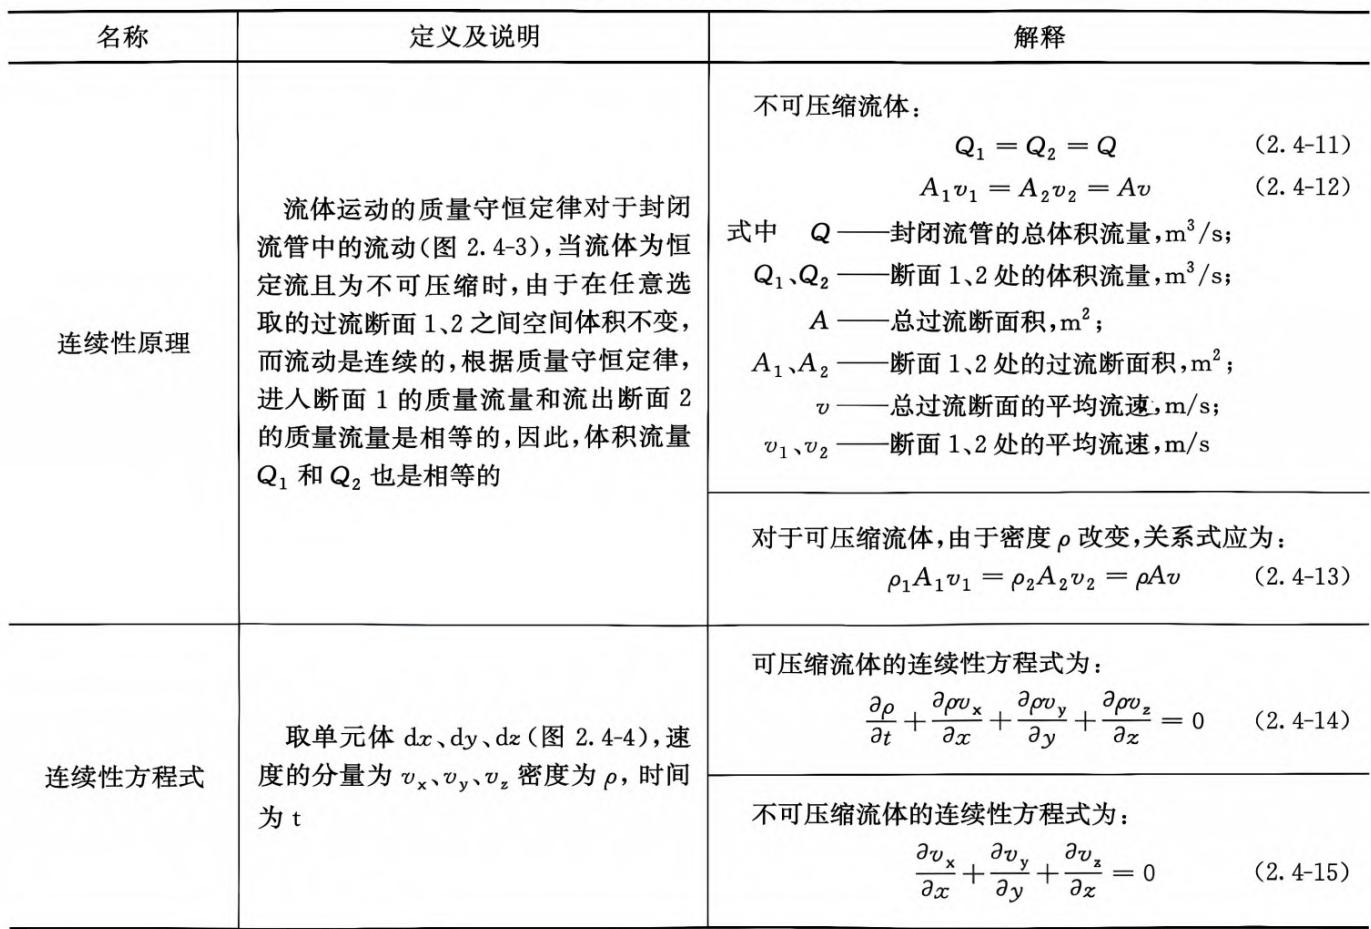 名称 定义及说明 解释
连续性原理
流体运动的质量守恒定律对于封闭
流管中的流动(图 2.4-3),当流体为恒
定流且为不可压缩时,由于在任意选
取的过流断面 1、2 之间空间体积不变,
而流动是连续的,根据质量守恒定律,
进入断面 1 的质量流量和流出断面 2
的质量流量是相等的,因此,体积流量
Q₁ 和 Q₂ 也是相等的
不可压缩流体:
Q₁ = Q₂ = Q (2.4-11)
A₁v₁ = A₂v₂ = Av (2.4-12)
式中 Q——封闭流管的总体积流量,m³/s;
Q₁、Q₂——断面 1、2 处的体积流量,m³/s;
A——总过流断面积,m²;
A₁、A₂——断面 1、2 处的过流断面积,m²;
v——总过流断面的平均流速,m/s;
v₁、v₂——断面 1、2 处的平均流速,m/s
对于可压缩流体,由于密度 ρ 改变,关系式应为:
ρ₁A₁v₁ = ρ₂A₂v₂ = ρAv (2.4-13)
连续性方程式
取单元体 dx、dy、dz(图 2.4-4),速
度的分量为 v_x、v_y、v_z 密度为 ρ, 时间
为 t
可压缩流体的连续性方程式为:
∂ρ/∂t + ∂ρv_x/∂x + ∂ρv_y/∂y + ∂ρv_z/∂z = 0 (2.4-14)
不可压缩流体的连续性方程式为:
∂v_x/∂x + ∂v_y/∂y + ∂v_z/∂z = 0 (2.4-15)